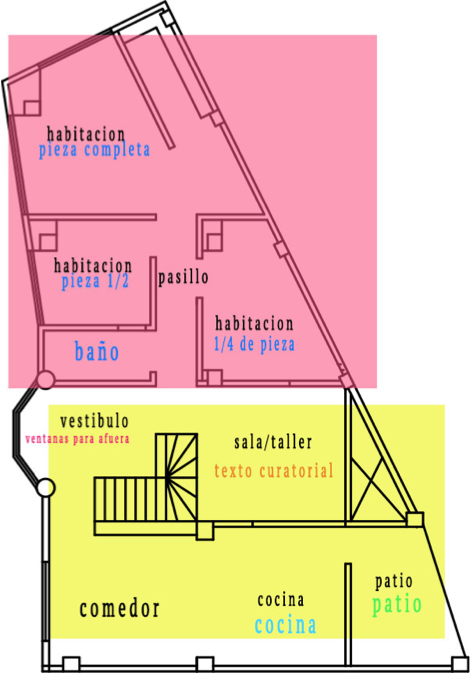 habitacion
pieza completa
habitacion
pieza 1/2
pasillo
habitacion
1/4 de pieza
baño
vestibulo
ventanas para afuera
sala/taller
texto curatorial
patio
patio
comedor
cocina
cocina